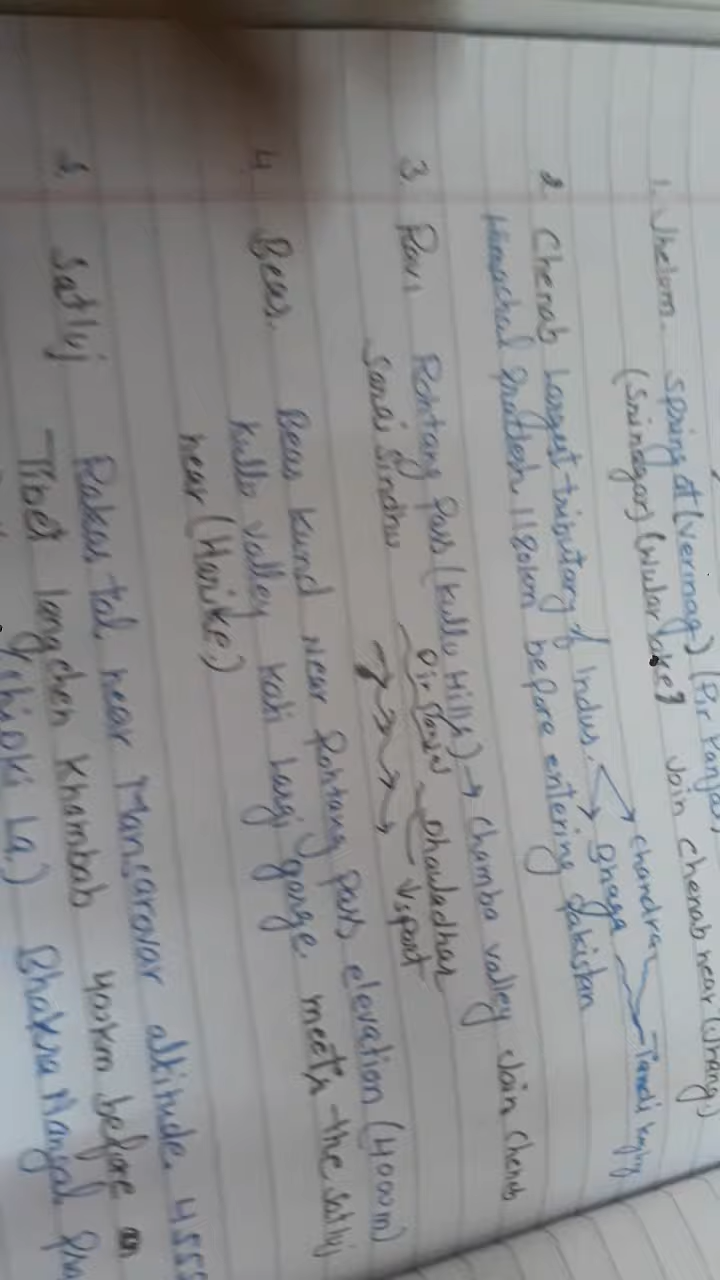 1. Jhelum. Spring at (Vermag) (Pir Panja
(Srinagar) (Wular lake) Join Chenab near (Jhang)
2. Chenab Largest tributary of Indus. → Chandra → Bhaga Tandi
Himachal Pradesh 1180km before entering Pakistan
3. Ravi Rohtang Pass (Kullu Hills) → Chamba valley Join Chenab
Pir Panjal Dhauladhar
Sarai Sindhu
4. Beas. Beas Kund near Rohtang pass elevation (4000m)
Kullu valley Kati Largi gorge meets the Satluj
near (Harike)
5. Satluj Rakas tal near Mansarovar altitude 4555
Tibet langchen Khambab 400km before
(Shipki La) Bhakra Nangal